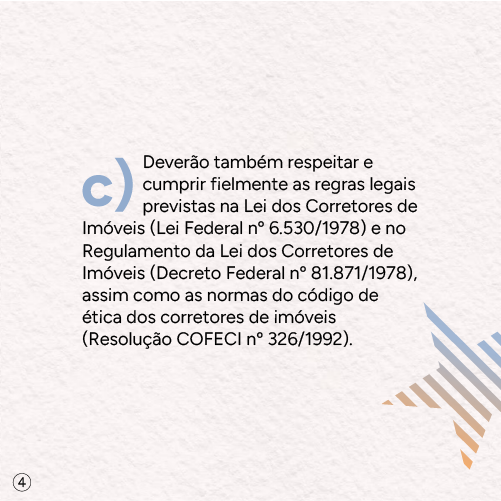 c) Deverão também respeitar e
cumprir fielmente as regras legais
previstas na Lei dos Corretores de
Imóveis (Lei Federal nº 6.530/1978) e no
Regulamento da Lei dos Corretores de
Imóveis (Decreto Federal nº 81.871/1978),
assim como as normas do código de
ética dos corretores de imóveis
(Resolução COFECI nº 326/1992).
4